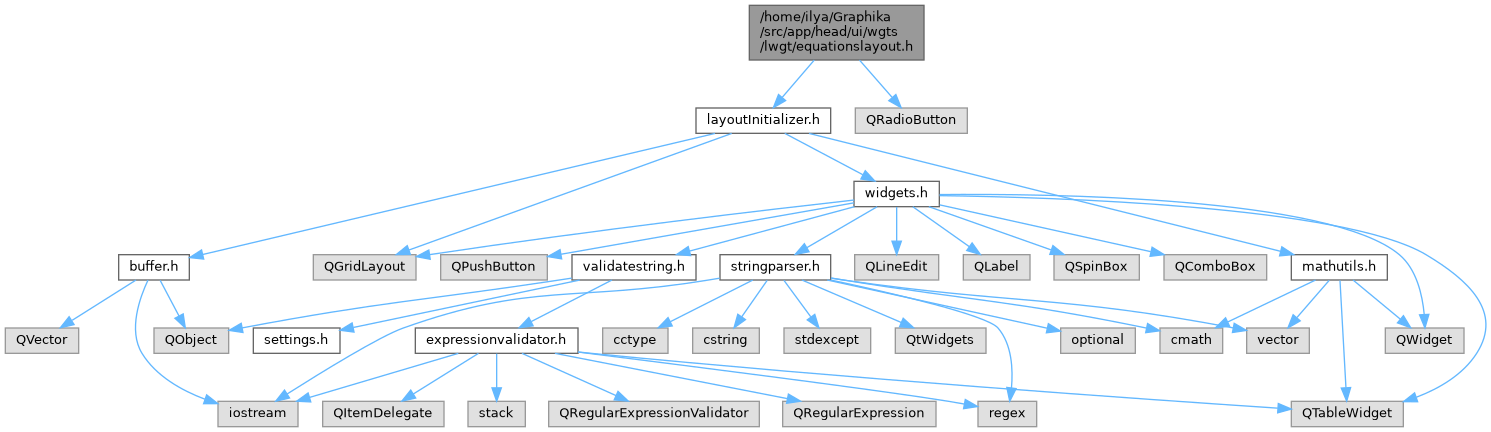 /home/ilya/Graphika
/src/app/head/ui/wgts
/lwgt/equationslayout.h
layoutInitializer.h
QRadioButton
widgets.h
buffer.h
QGridLayout
QPushButton
validatestring.h
stringparser.h
QLineEdit
QLabel
QSpinBox
QComboBox
mathutils.h
QVector
QObject
settings.h
expressionvalidator.h
cctype
cstring
stdexcept
QtWidgets
optional
cmath
vector
QWidget
iostream
QItemDelegate
stack
QRegularExpressionValidator
QRegularExpression
regex
QTableWidget